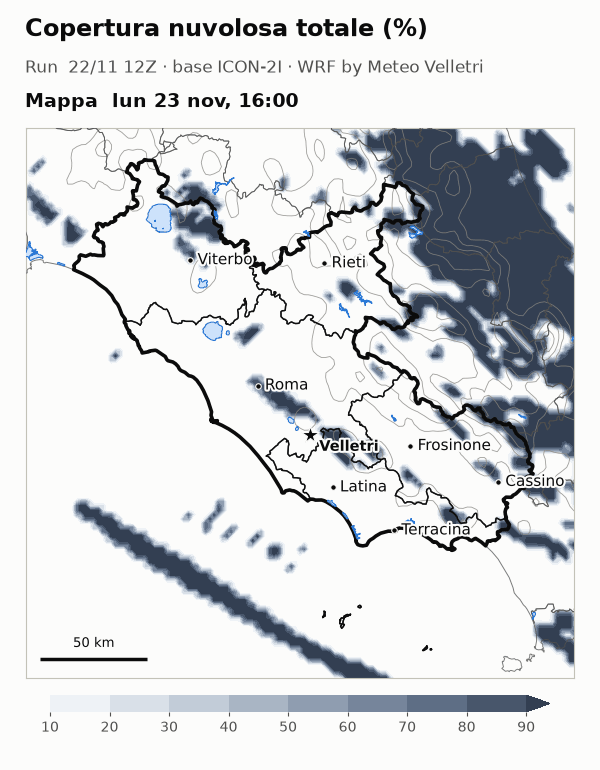 Copertura nuvolosa totale (%)
Run  22/11 12Z · base ICON-2I · WRF by Meteo Velletri
Mappa  lun 23 nov, 16:00
Viterbo
Rieti
Roma
Velletri
Frosinone
Cassino
Latina
Terracina
50 km
10 20 30 40 50 60 70 80 90